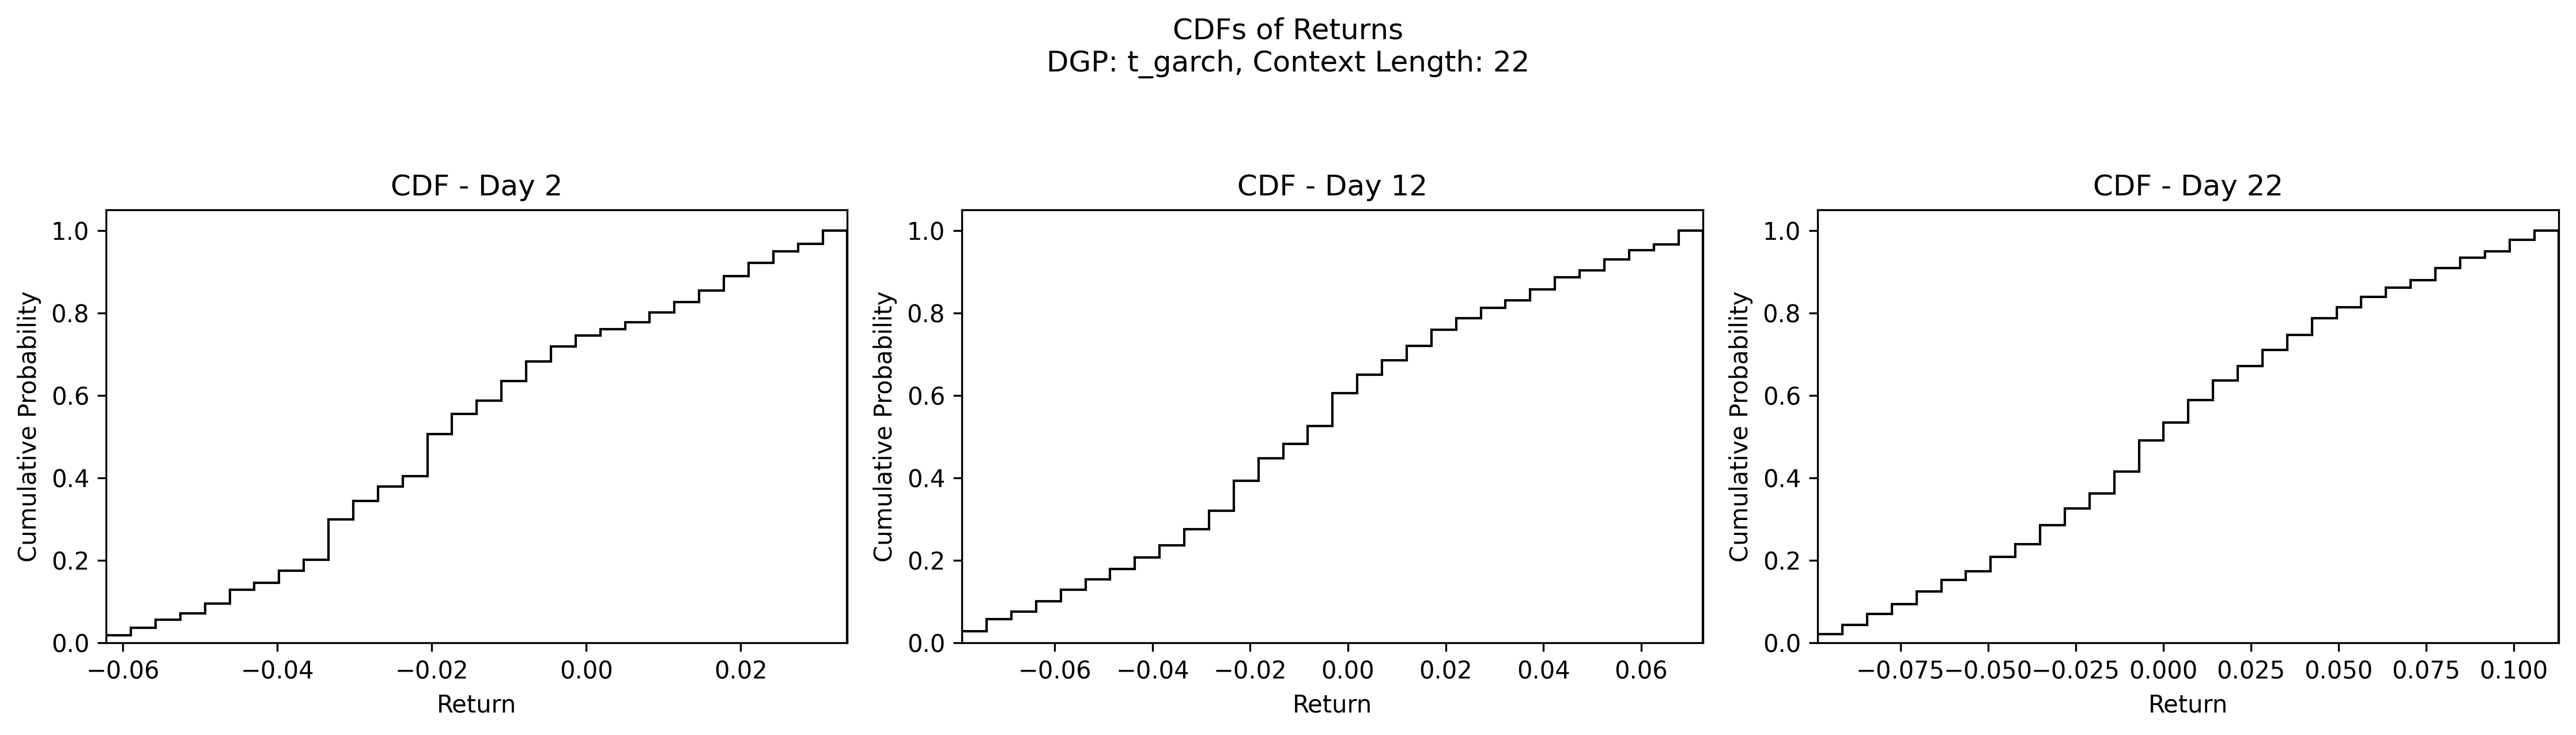 CDFs of Returns
DGP: t_garch, Context Length: 22
CDF - Day 2
1.0
0.8
0.6
0.4
0.2
0.0
Cumulative Probability
−0.06 −0.04 −0.02 0.00 0.02
Return
CDF - Day 12
1.0
0.8
0.6
0.4
0.2
0.0
Cumulative Probability
−0.06 −0.04 −0.02 0.00 0.02 0.04 0.06
Return
CDF - Day 22
1.0
0.8
0.6
0.4
0.2
0.0
Cumulative Probability
−0.075 −0.050 −0.025 0.000 0.025 0.050 0.075 0.100
Return